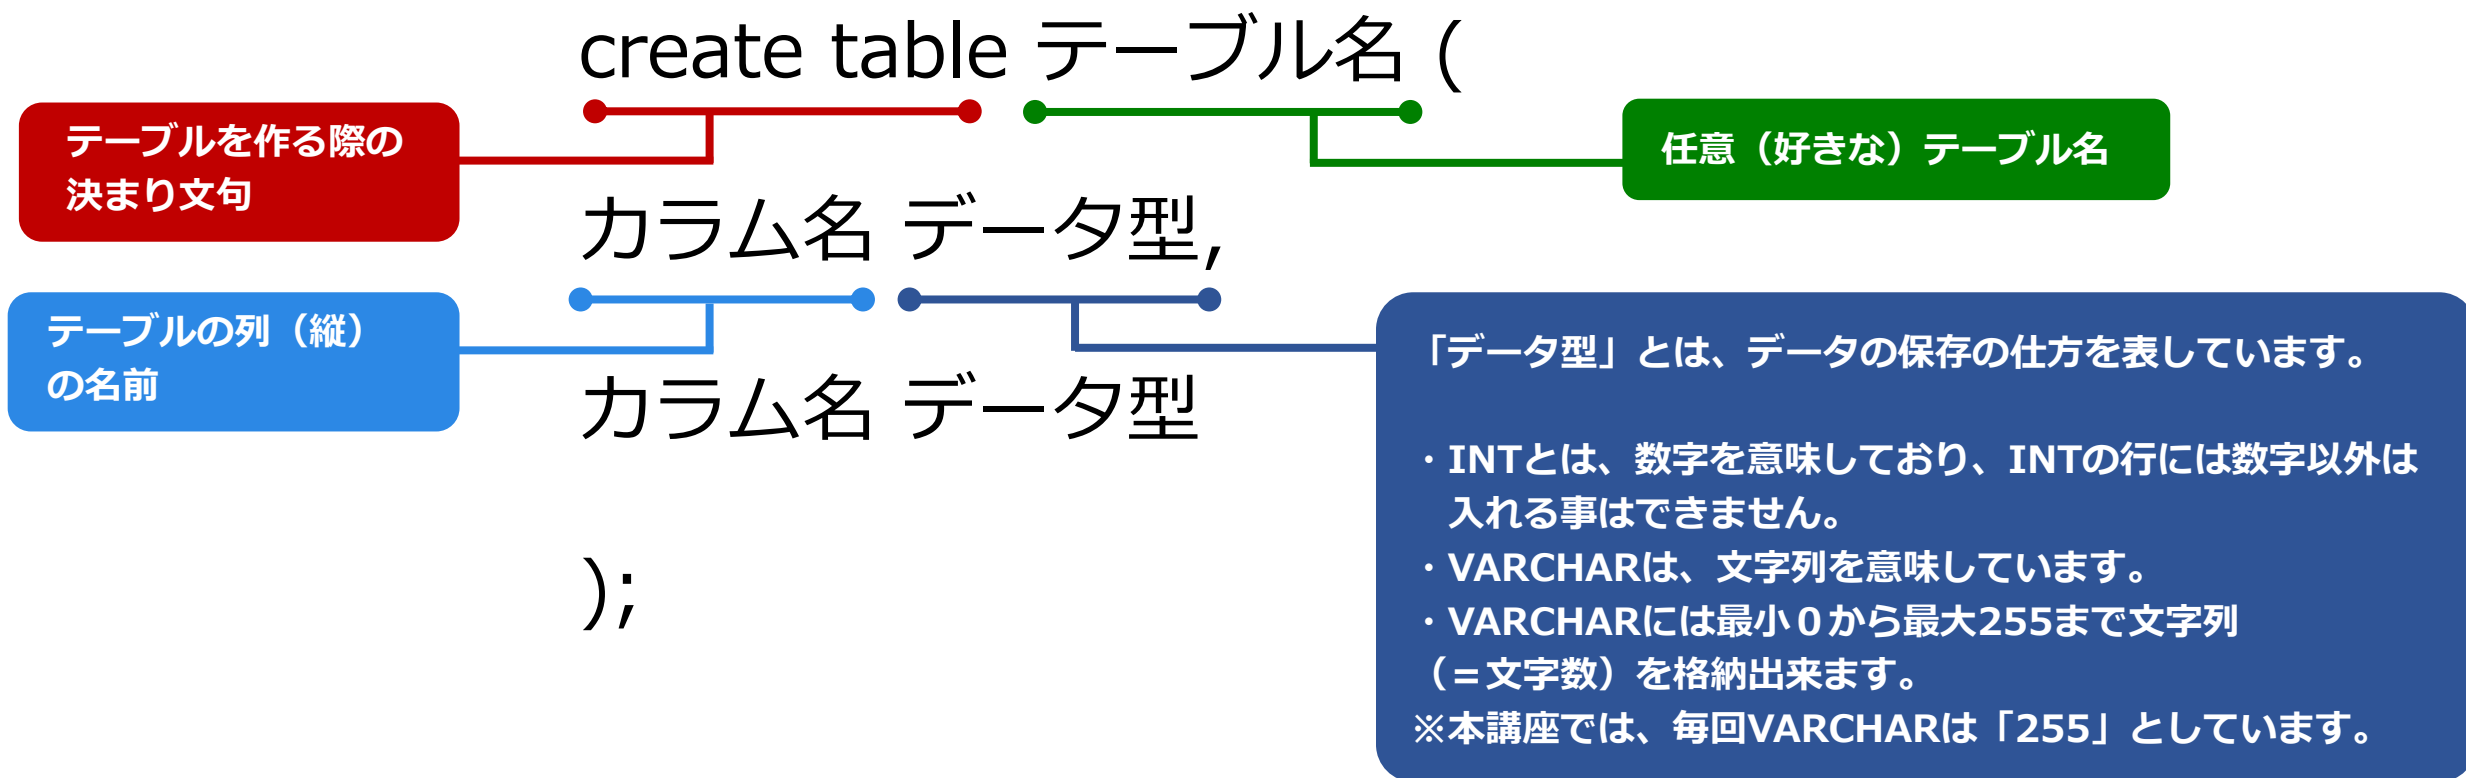 create table テーブル名 (
テーブルを作る際の
決まり文句
任意（好きな）テーブル名
カラム名 データ型,
テーブルの列（縦）
の名前
カラム名 データ型
);
「データ型」とは、データの保存の仕方を表しています。
・INTとは、数字を意味しており、INTの行には数字以外は
入れる事はできません。
・VARCHARは、文字列を意味しています。
・VARCHARには最小０から最大255まで文字列
（＝文字数）を格納出来ます。
※本講座では、毎回VARCHARは「255」としています。